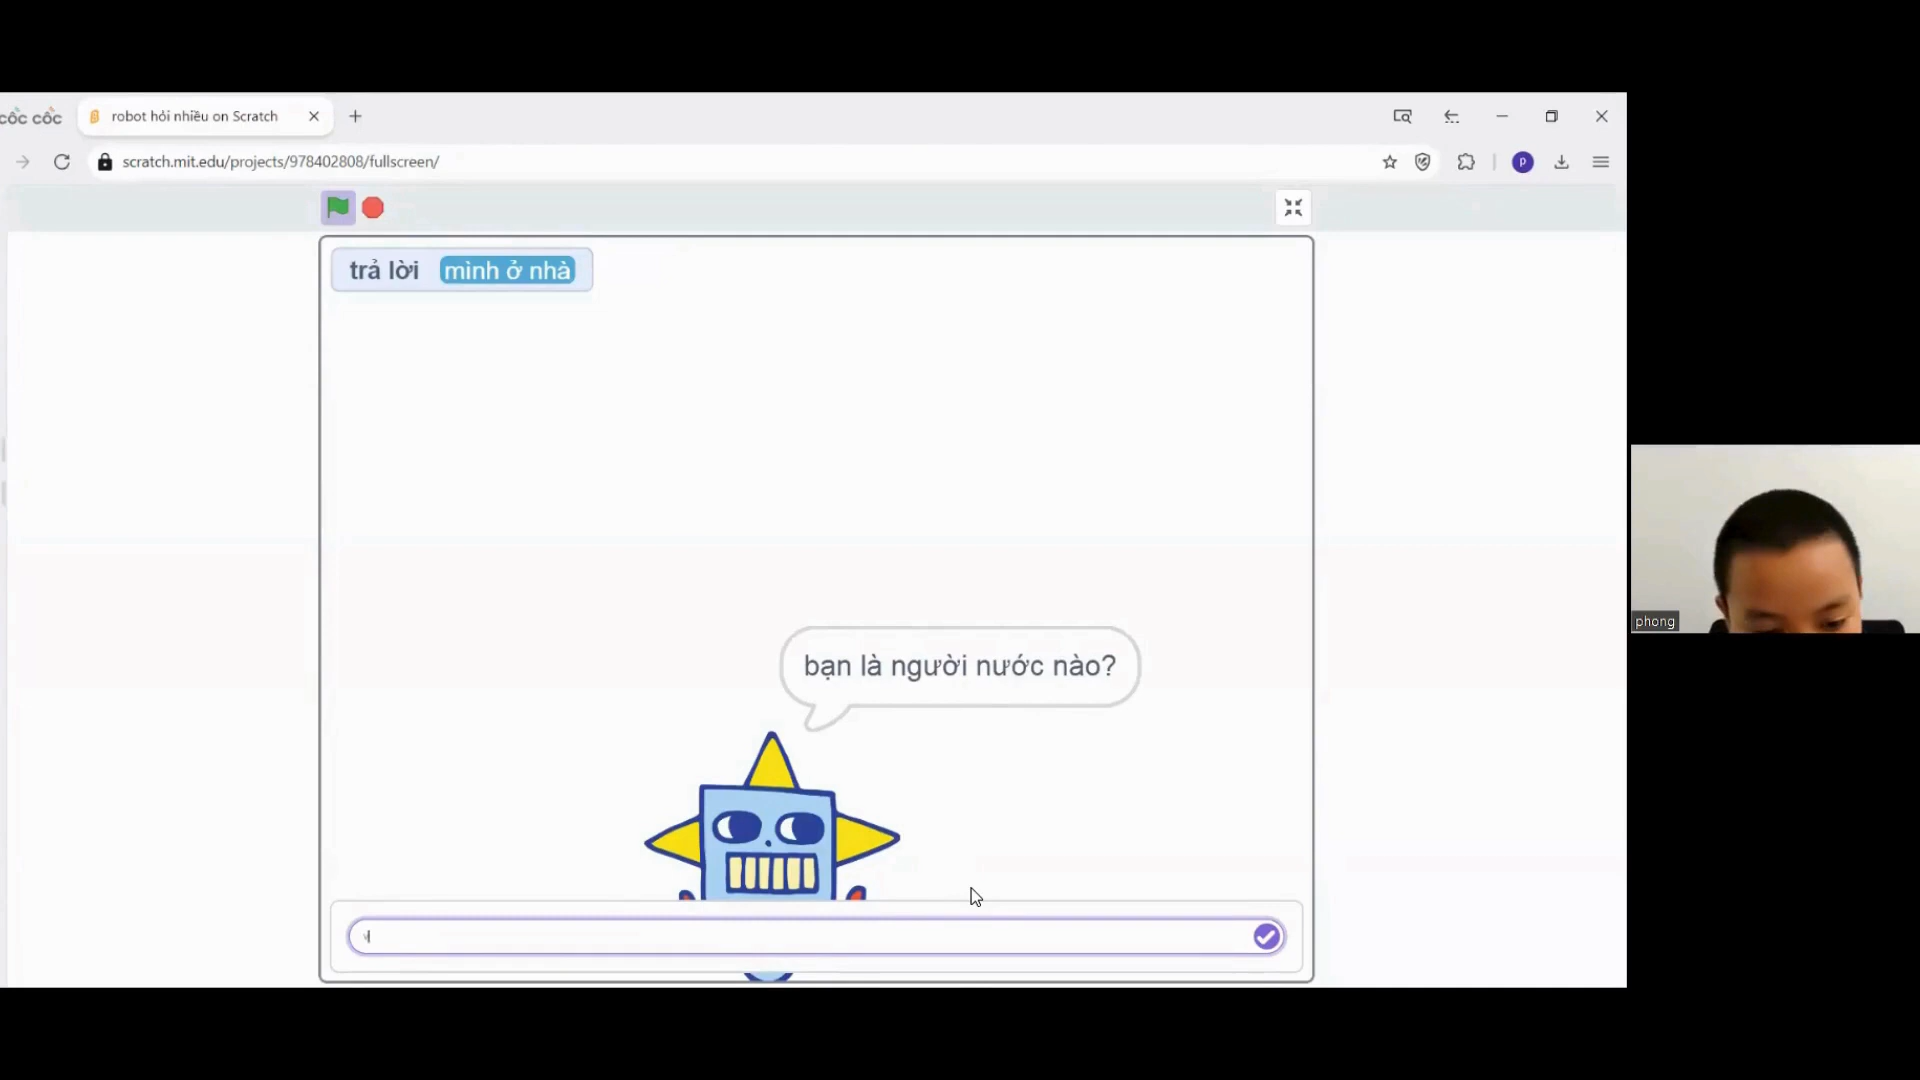 cốc cốc
robot hỏi nhiều on Scratch
scratch.mit.edu/projects/978402808/fullscreen/
P
trả lời mình ở nhà
bạn là người nước nào?
v
phong